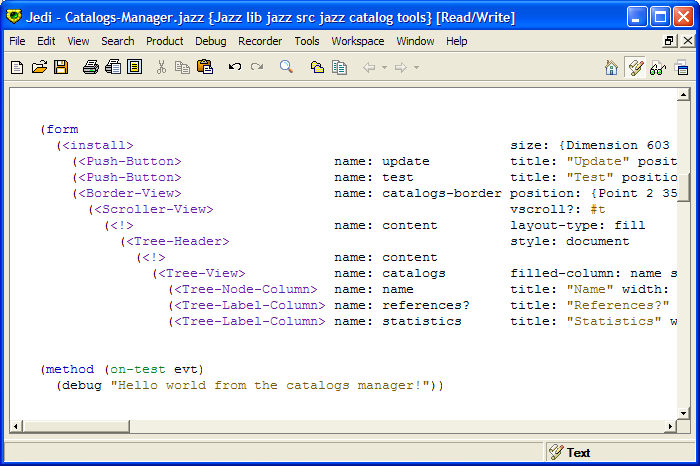 Jedi - Catalogs-Manager.jazz {Jazz lib jazz src jazz catalog tools} [Read/Write]
File Edit View Search Product Debug Recorder Tools Workspace Window Help
(form
(<install> size: {Dimension 603
(<Push-Button> name: update title: "Update" posit
(<Push-Button> name: test title: "Test" positio
(<Border-View> name: catalogs-border position: {Point 2 35
(<Scroller-View> vscroll?: #t
(<!> name: content layout-type: fill
(<Tree-Header> style: document
(<!> name: content
(<Tree-View> name: catalogs filled-column: name s
(<Tree-Node-Column> name: name title: "Name" width:
(<Tree-Label-Column> name: references? title: "References?"
(<Tree-Label-Column> name: statistics title: "Statistics" w
(method (on-test evt)
(debug "Hello world from the catalogs manager!"))
Text